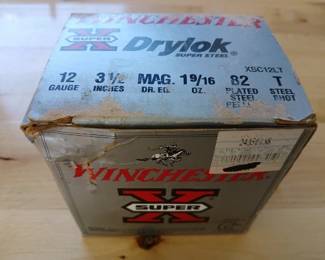 WINCHESTER
SUPER X Drylok
SUPER STEEL
XSC12LT
12 3 1/2 MAG. 1 9/16 82 T
GAUGE INCHES DR. EQ. OZ. PLATED STEEL
STEEL SHOT
WINCHESTER
SUPER X